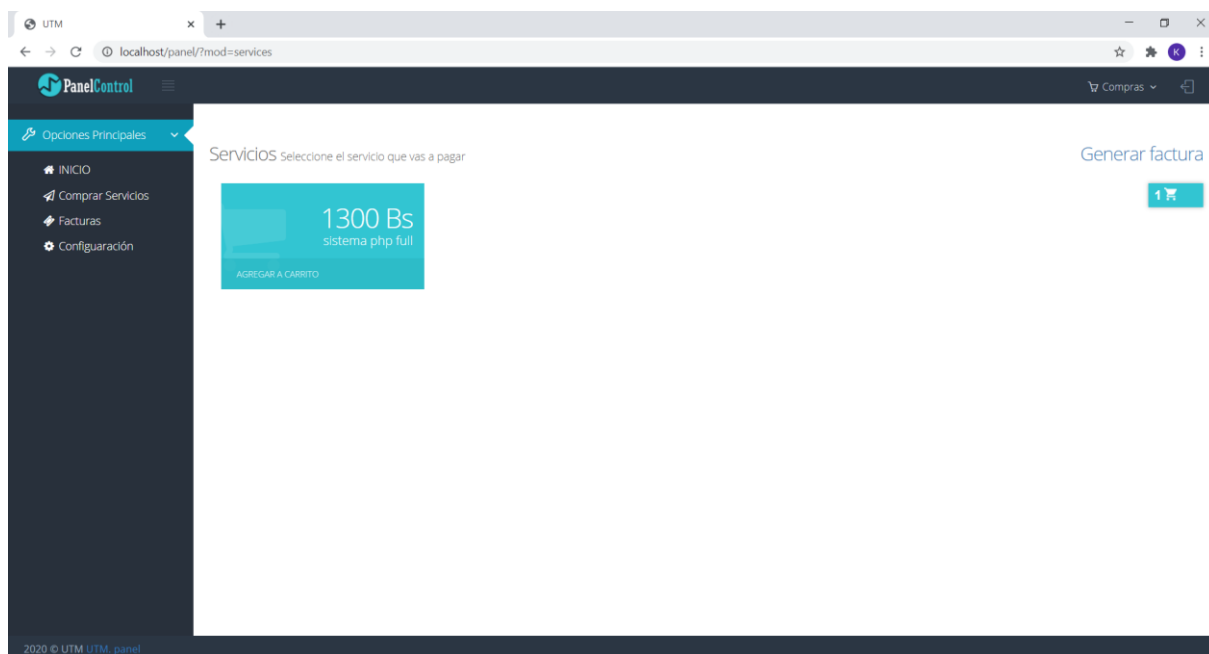 UTM
localhost/panel/?mod=services
K
PanelControl
Compras
Opciones Principales
INICIO
Comprar Servicios
Facturas
Configuaración
Servicios Seleccione el servicio que vas a pagar
Generar factura
1
1300 Bs
sistema php full
AGREGAR A CARRITO
2020 © UTM UTM. panel